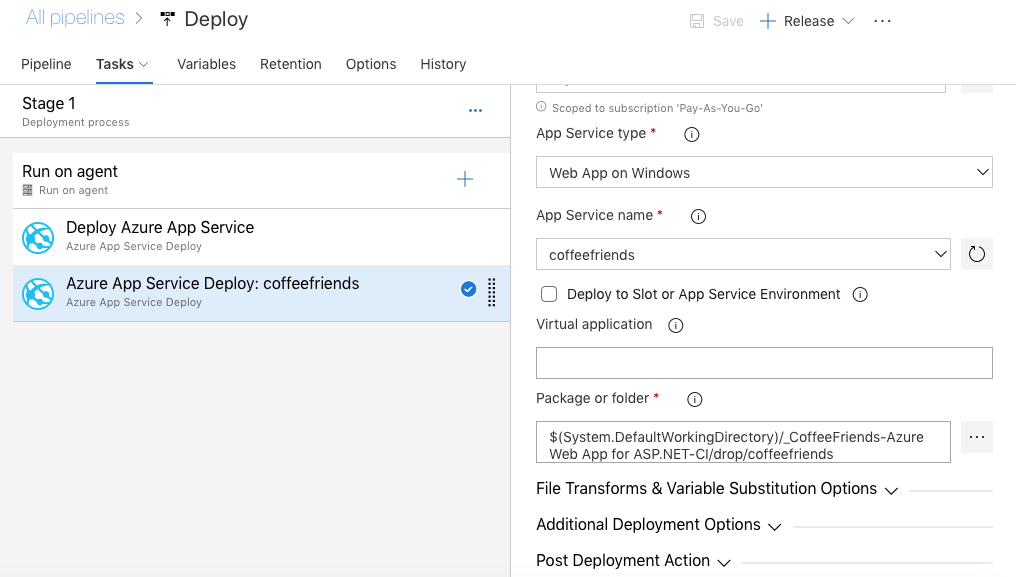 All pipelines > Deploy
Save + Release ...
Pipeline Tasks Variables Retention Options History
Stage 1
Deployment process
Run on agent
Run on agent
Deploy Azure App Service
Azure App Service Deploy
Azure App Service Deploy: coffeefriends
Azure App Service Deploy
Scoped to subscription 'Pay-As-You-Go'
App Service type *
Web App on Windows
App Service name *
coffeefriends
Deploy to Slot or App Service Environment
Virtual application
Package or folder *
$(System.DefaultWorkingDirectory)/_CoffeeFriends-Azure
Web App for ASP.NET-CI/drop/coffeefriends
File Transforms & Variable Substitution Options
Additional Deployment Options
Post Deployment Action